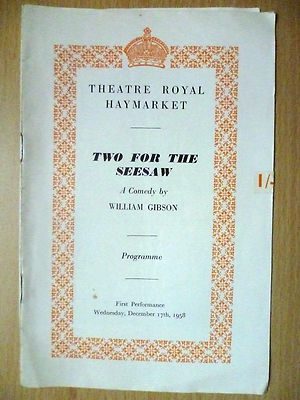 THEATRE ROYAL
HAYMARKET
TWO FOR THE
SEESAW
A Comedy by
WILLIAM GIBSON
1/-
Programme
First Performance
Wednesday, December 17th, 1958